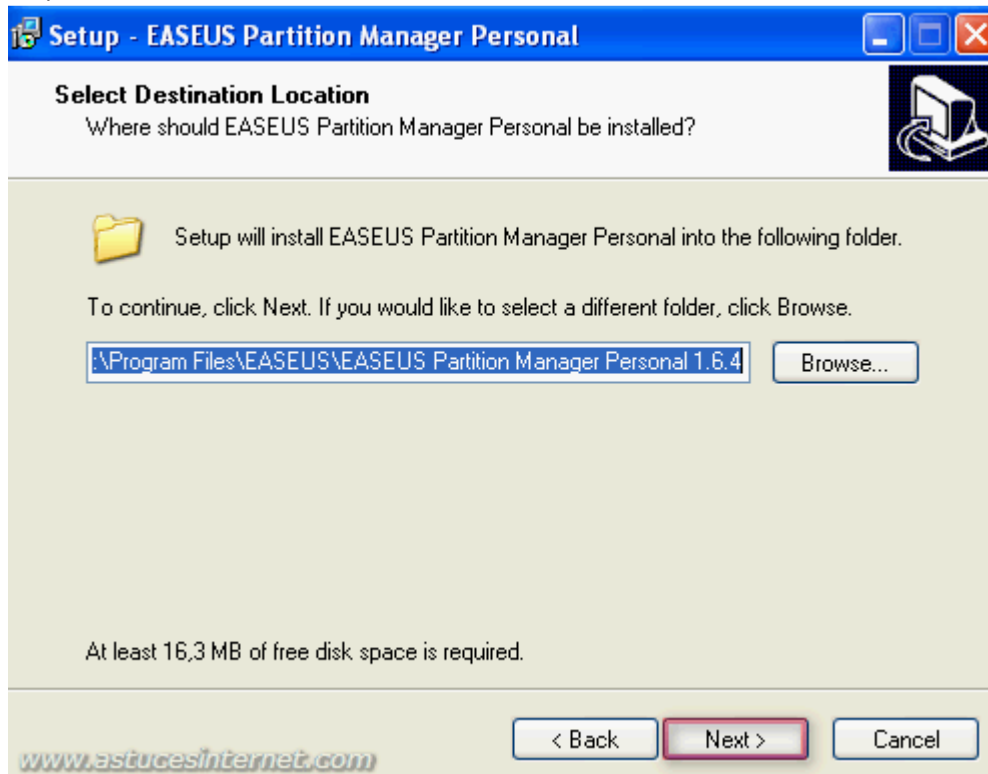 Setup - EASEUS Partition Manager Personal
Select Destination Location
Where should EASEUS Partition Manager Personal be installed?
Setup will install EASEUS Partition Manager Personal into the following folder.
To continue, click Next. If you would like to select a different folder, click Browse.
:\Program Files\EASEUS\EASEUS Partition Manager Personal 1.6.4 Browse...
At least 16,3 MB of free disk space is required.
< Back Next > Cancel
www.astucesinternet.com